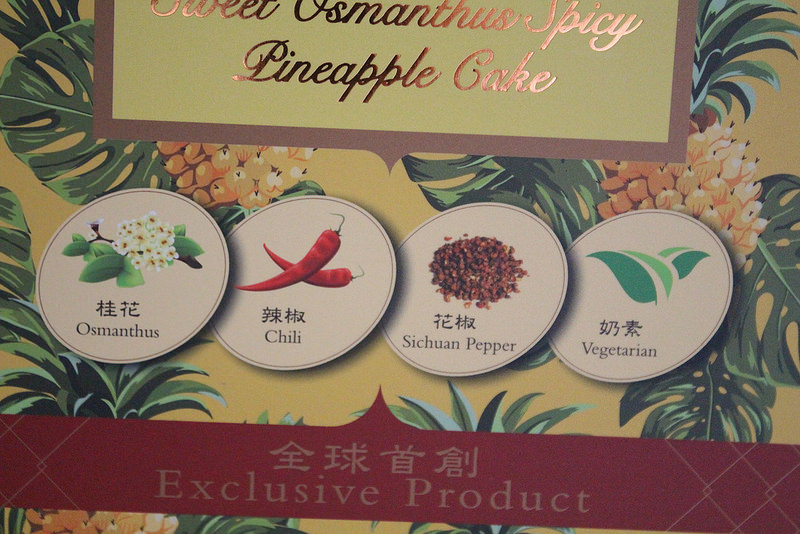 Sweet Osmanthus Spicy
Pineapple Cake
桂花
Osmanthus
辣椒
Chili
花椒
Sichuan Pepper
奶素
Vegetarian
全球首創
Exclusive Product